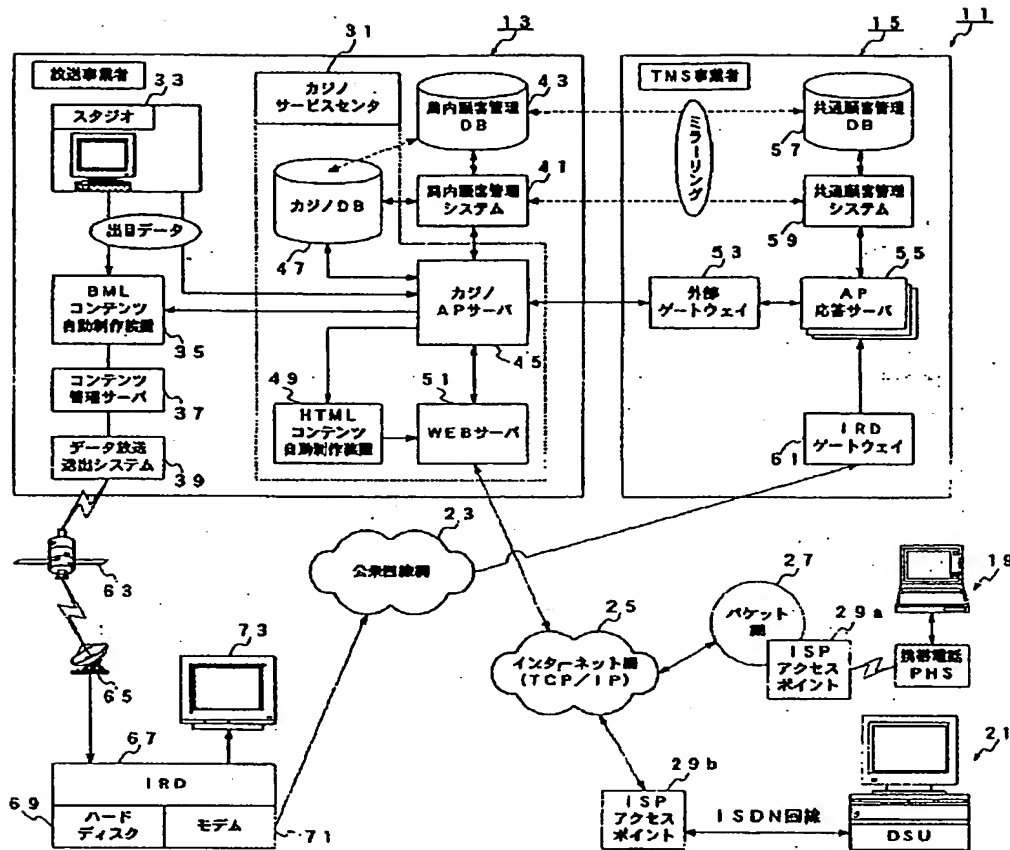 11
13
放送事業者
33
スタジオ
出目データ
BML
コンテンツ
自動制作装置
35
コンテンツ
管理サーバ
37
データ放送
送出システム
39
31
カジノ
サービスセンタ
局内顧客管理
DB
43
局内顧客管理
システム
41
カジノDB
47
カジノ
APサーバ
45
49
HTML
コンテンツ
自動制作装置
51
WEBサーバ
ミラーリング
15
TMS事業者
共通顧客管理
DB
57
共通顧客管理
システム
59
53
外部
ゲートウェイ
55
AP
応答サーバ
IRD
ゲートウェイ
61
63
65
73
67
IRD
69
ハード
ディスク
モデム
71
23
公衆回線網
25
インターネット網
(TCP/IP)
27
パケット
網
29a
ISP
アクセス
ポイント
19
携帯電話
PHS
29b
ISP
アクセス
ポイント
ISDN回線
21
DSU